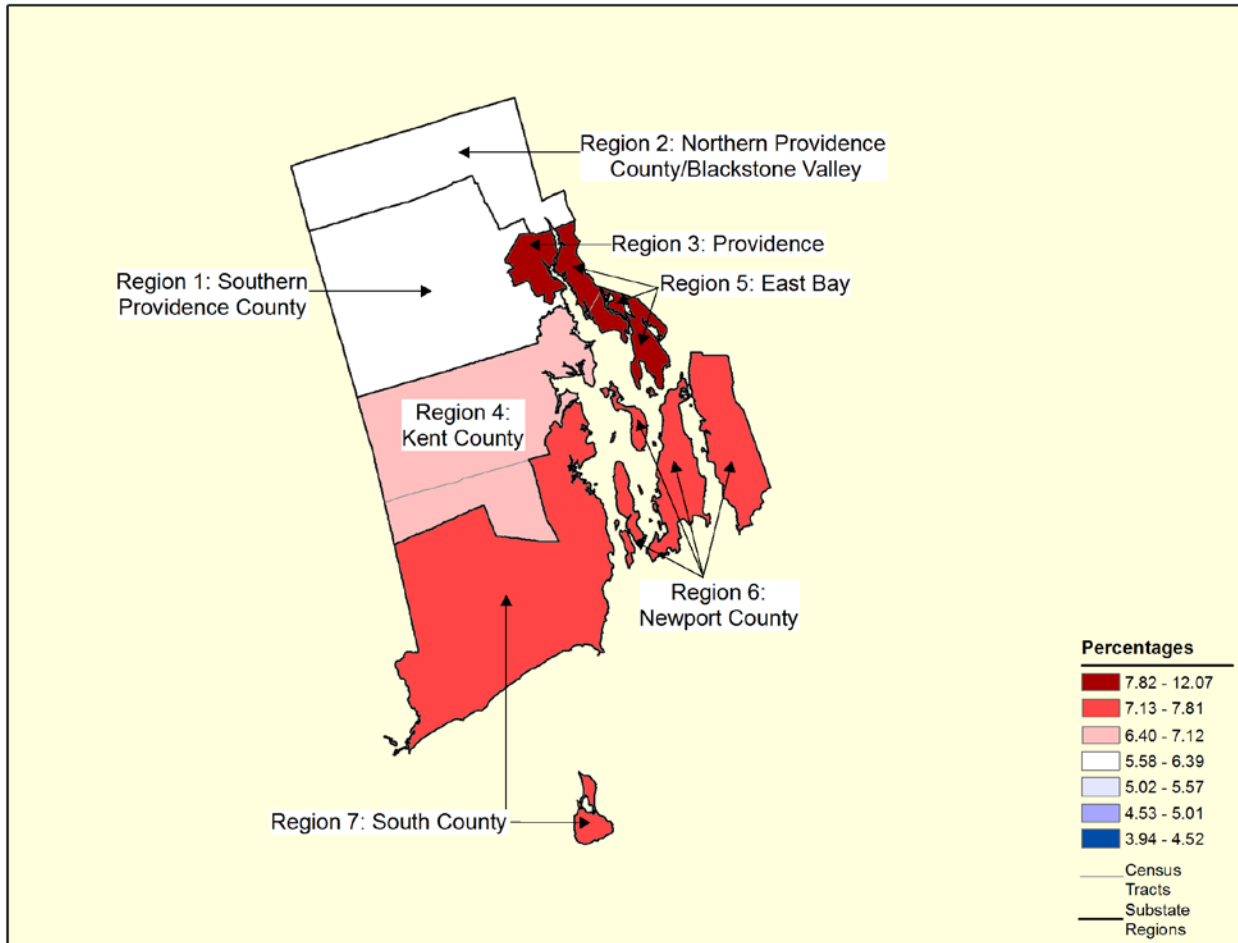 Region 2: Northern Providence
County/Blackstone Valley
Region 3: Providence
Region 1: Southern
Providence County
Region 5: East Bay
Region 4:
Kent County
Region 6:
Newport County
Region 7: South County
Percentages
7.82 - 12.07
7.13 - 7.81
6.40 - 7.12
5.58 - 6.39
5.02 - 5.57
4.53 - 5.01
3.94 - 4.52
Census
Tracts
Substate
Regions